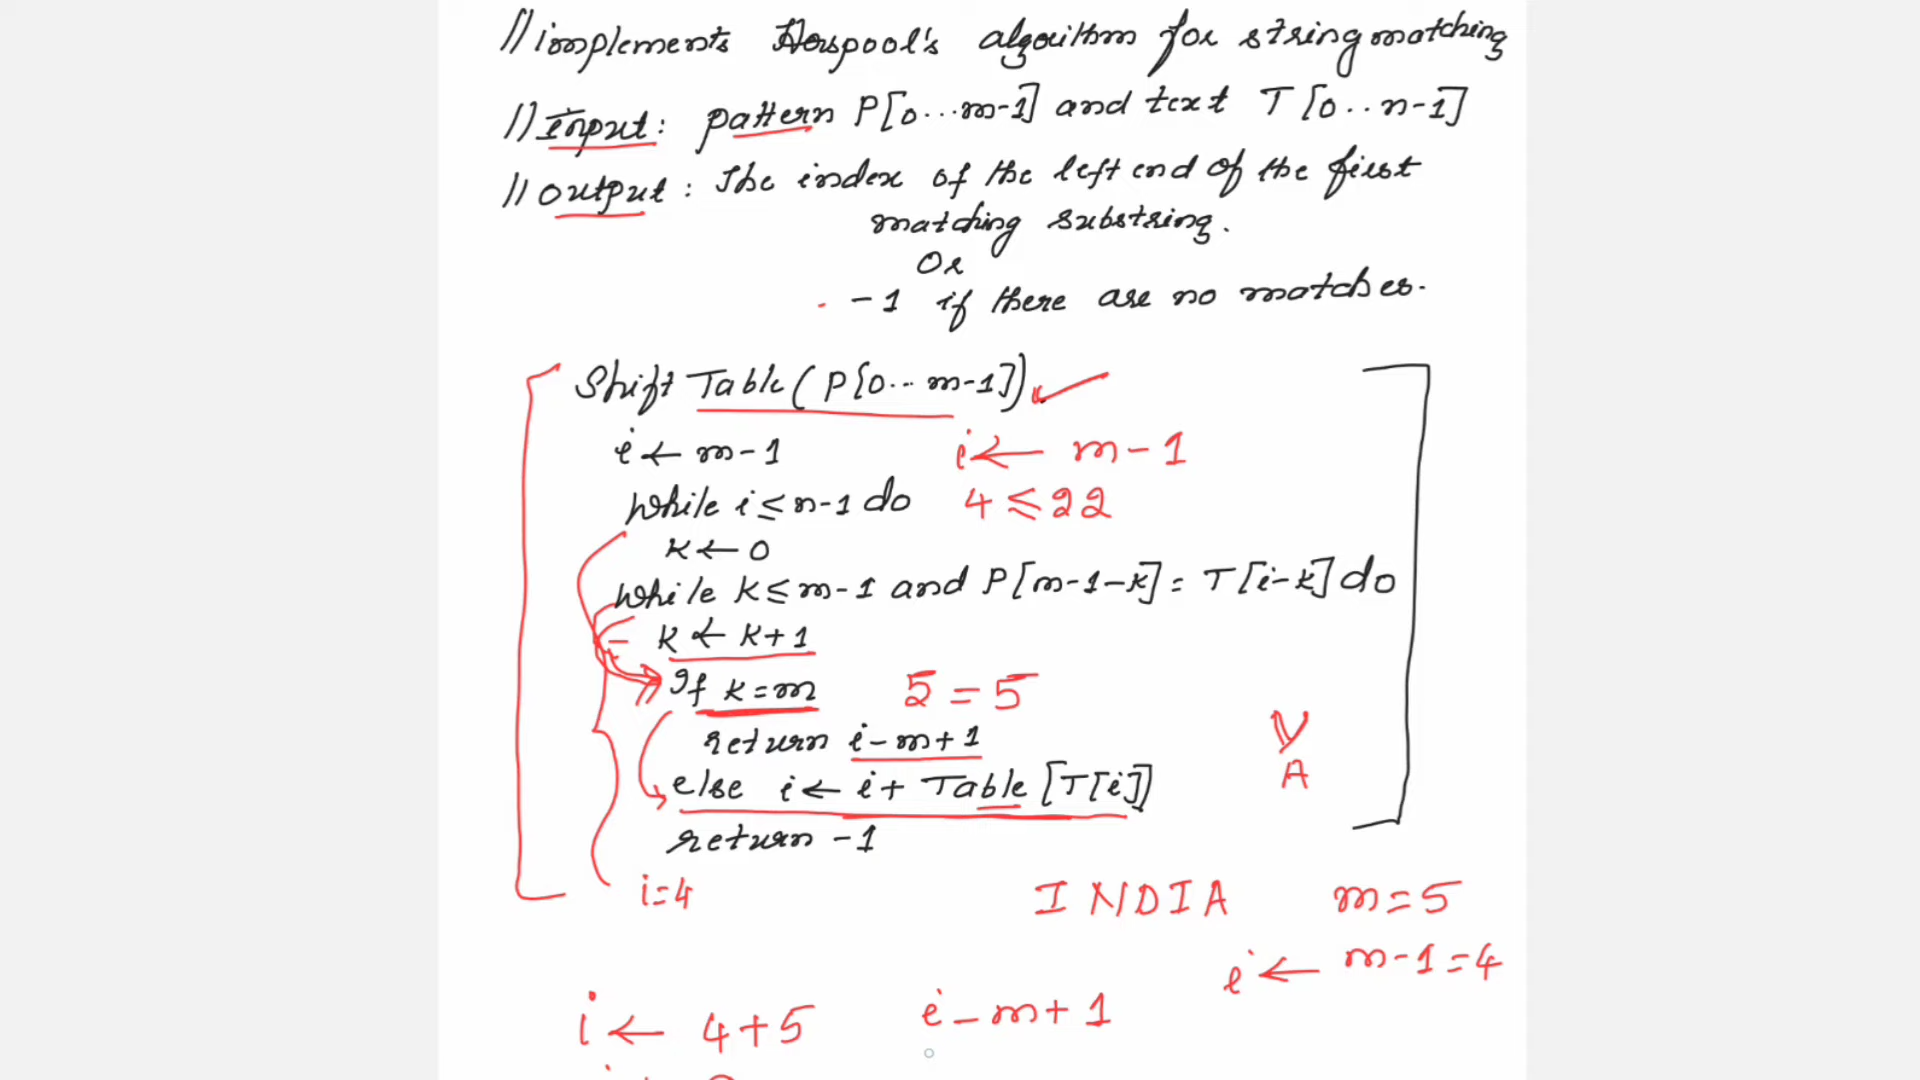 //implements Horspool's algorithm for string matching
//Input: pattern P[0...m-1] and text T[0..n-1]
//output: The index of the left end of the first
matching substring.
Or
-1 if there are no matches.
Shift Table(P[0...m-1])
i ← m-1 i ← m-1
while i ≤ n-1 do 4 ≤ 22
k ← 0
while k ≤ m-1 and P[m-1-k] = T[i-k] do
k ← k+1
If k=m 5=5
return i-m+1 V
else i ← i+ Table [T[i]] A
return -1
i=4 INDIA m=5
i ← m-1=4
i ← 4+5 i-m+1